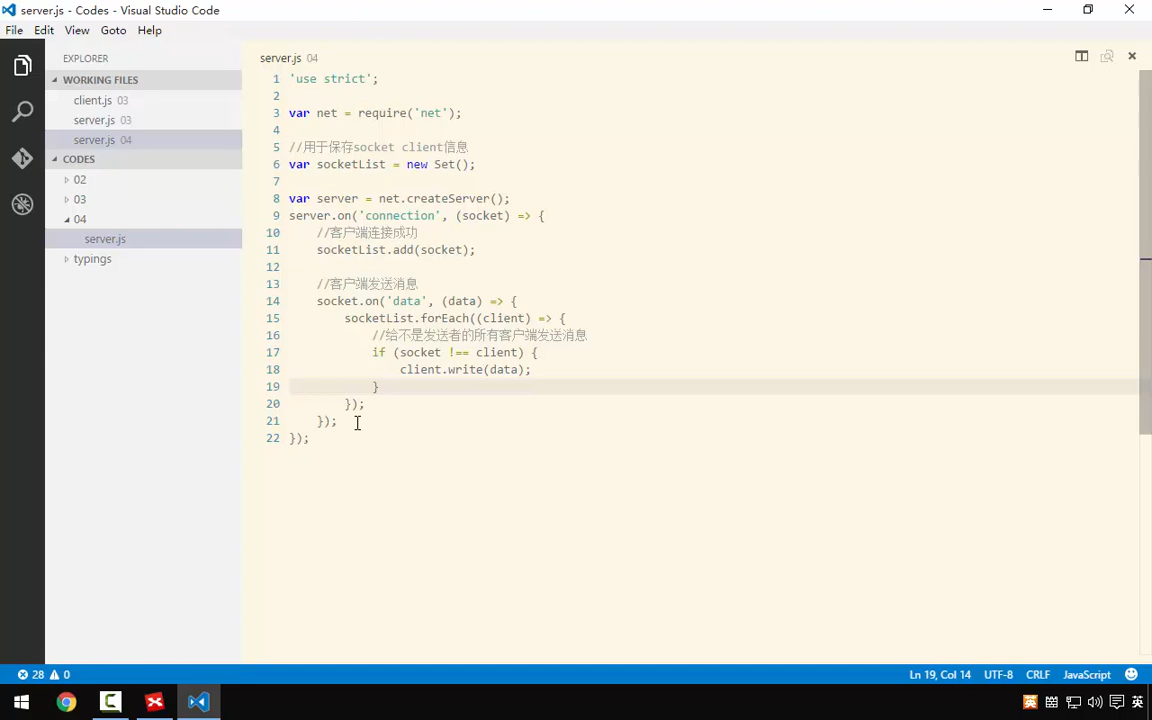 server.js - Codes - Visual Studio Code
File Edit View Goto Help
EXPLORER
WORKING FILES
client.js 03
server.js 03
server.js 04
CODES
02
03
04
server.js
typings
server.js 04
1 'use strict';
2
3 var net = require('net');
4
5 //用于保存socket client信息
6 var socketList = new Set();
7
8 var server = net.createServer();
9 server.on('connection', (socket) => {
10 //客户端连接成功
11 socketList.add(socket);
12
13 //客户端发送消息
14 socket.on('data', (data) => {
15 socketList.forEach((client) => {
16 //给不是发送者的所有客户端发送消息
17 if (socket !== client) {
18 client.write(data);
19 }
20 });
21 });
22 });
28 0
Ln 19, Col 14 UTF-8 CRLF JavaScript
英 英